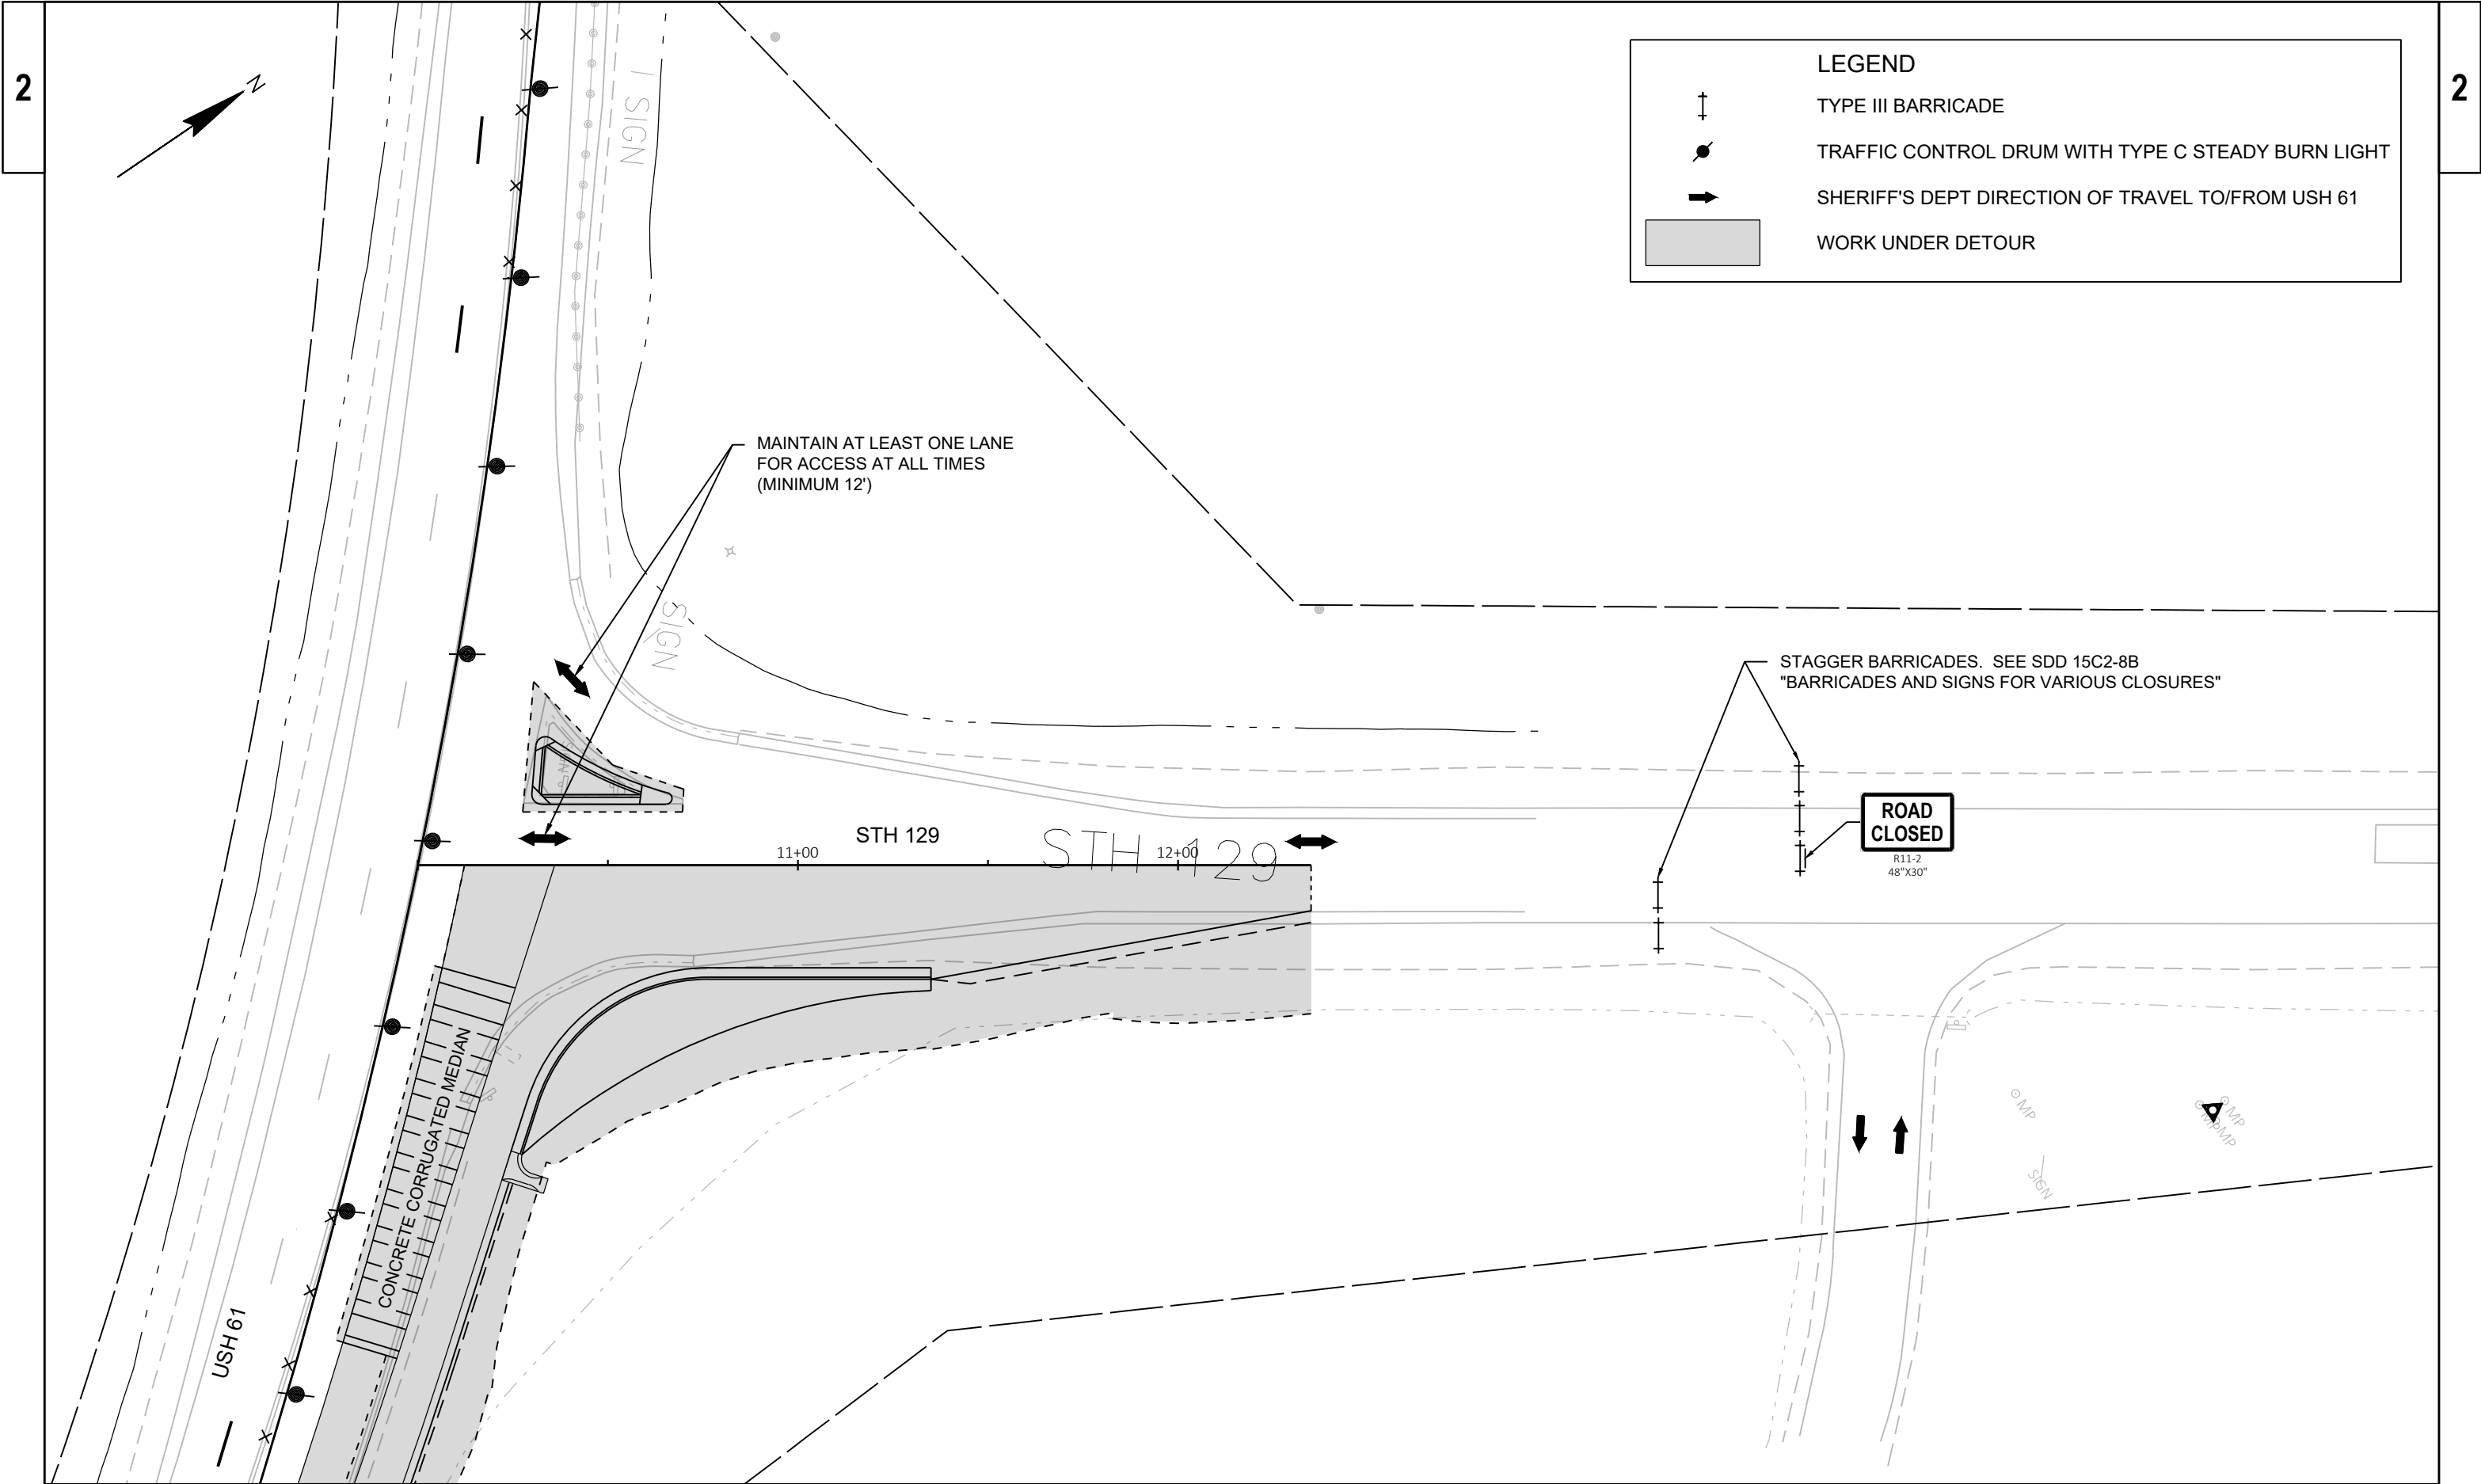 2
2
N
LEGEND
TYPE III BARRICADE
TRAFFIC CONTROL DRUM WITH TYPE C STEADY BURN LIGHT
SHERIFF'S DEPT DIRECTION OF TRAVEL TO/FROM USH 61
WORK UNDER DETOUR
SIGN
MAINTAIN AT LEAST ONE LANE
FOR ACCESS AT ALL TIMES
(MINIMUM 12')
SIGN
STAGGER BARRICADES. SEE SDD 15C2-8B
"BARRICADES AND SIGNS FOR VARIOUS CLOSURES"
ROAD
CLOSED
R11-2
48"X30"
STH 129
STH 129
11+00
12+00
CONCRETE CORRUGATED MEDIAN
USH 61
MP
MP
MP
MP
SIGN